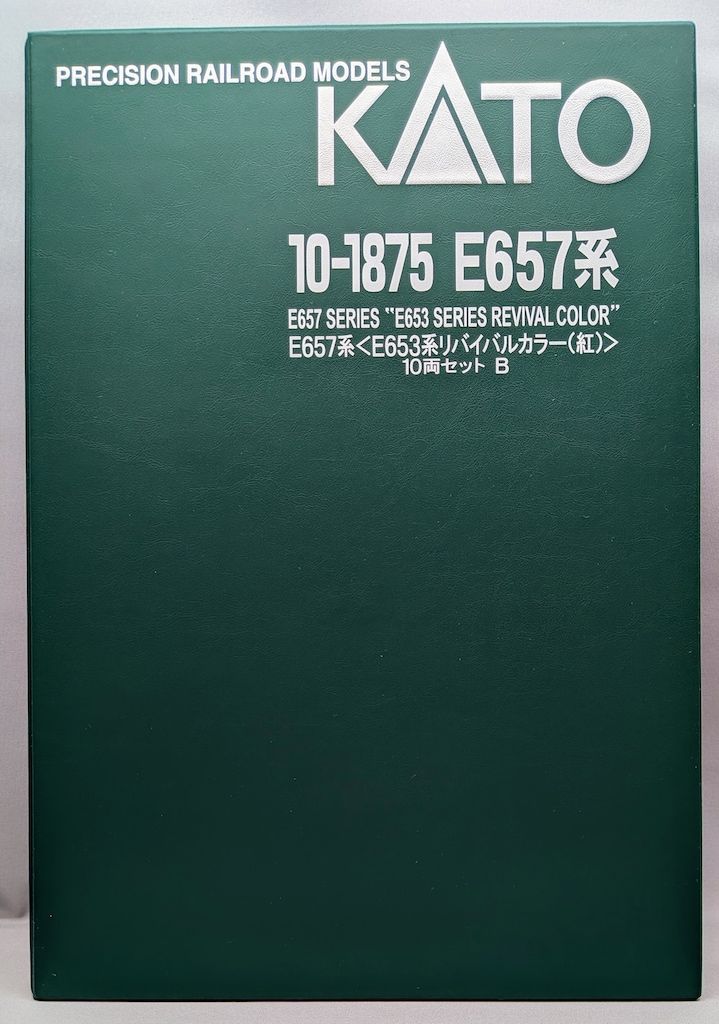 PRECISION RAILROAD MODELS
KATO
10-1875 E657系
E657 SERIES “E653 SERIES REVIVAL COLOR”
E657系<E653系リバイバルカラー(紅)>
10両セット B